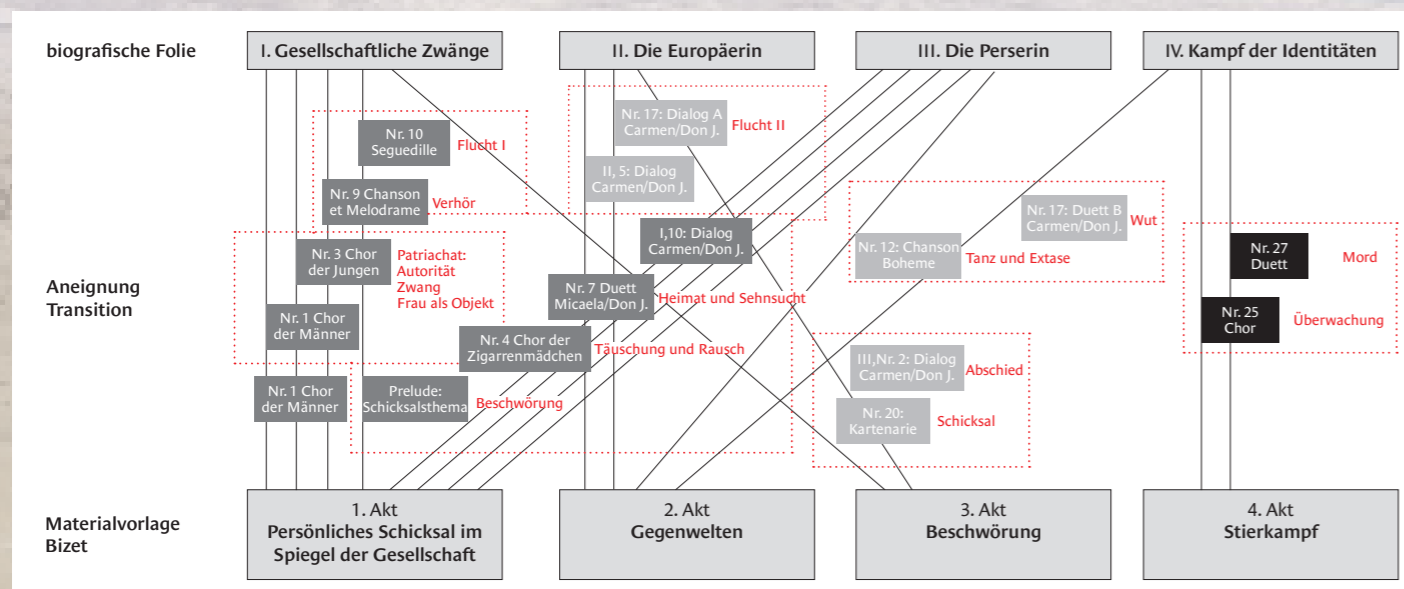 biografische Folie
I. Gesellschaftliche Zwänge
II. Die Europäerin
III. Die Perserin
IV. Kampf der Identitäten
Nr. 17: Dialog A
Carmen/Don J.
Flucht II
Nr. 10
Seguedille
Flucht I
II, 5: Dialog
Carmen/Don J.
Nr. 9 Chanson
et Melodrame
Verhör
Nr. 17: Duett B
Carmen/Don J.
Wut
I,10: Dialog
Carmen/Don J.
Nr. 3 Chor
der Jungen
Patriachat:
Autorität
Zwang
Frau als Objekt
Nr. 12: Chanson
Boheme
Tanz und Extase
Nr. 27
Duett
Mord
Aneignung
Transition
Nr. 7 Duett
Micaela/Don J.
Heimat und Sehnsucht
Nr. 1 Chor
der Männer
Nr. 25
Chor
Überwachung
Nr. 4 Chor der
Zigarrenmädchen
Täuschung und Rausch
III,Nr. 2: Dialog
Carmen/Don J.
Abschied
Nr. 1 Chor
der Männer
Prelude:
Schicksalsthema
Beschwörung
Nr. 20:
Kartenarie
Schicksal
Materialvorlage
Bizet
1. Akt
Persönliches Schicksal im
Spiegel der Gesellschaft
2. Akt
Gegenwelten
3. Akt
Beschwörung
4. Akt
Stierkampf